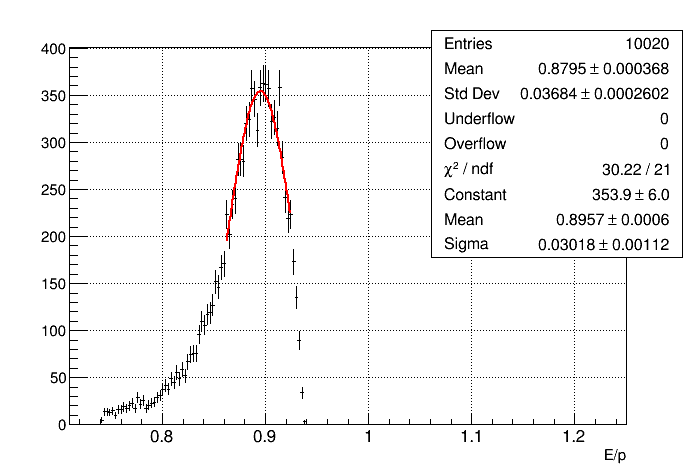 Entries 10020
Mean 0.8795 ± 0.000368
Std Dev 0.03684 ± 0.0002602
Underflow 0
Overflow 0
χ² / ndf 30.22 / 21
Constant 353.9 ± 6.0
Mean 0.8957 ± 0.0006
Sigma 0.03018 ± 0.00112
400
350
300
250
200
150
100
50
0
0.8 0.9 1 1.1 1.2
E/p